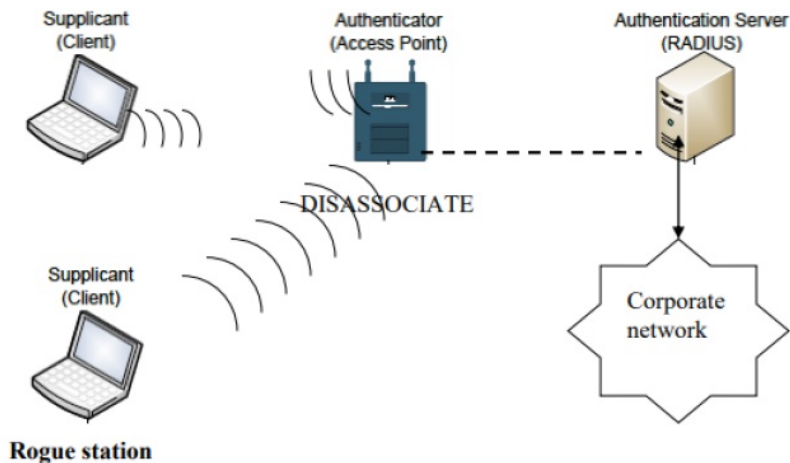 Supplicant
(Client)
Authenticator
(Access Point)
Authentication Server
(RADIUS)
DISASSOCIATE
Supplicant
(Client)
Corporate
network
Rogue station